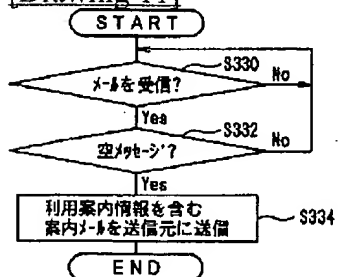 START
S330
メールを受信?
No
Yes
S332
空メッセージ?
No
Yes
利用案内情報を含む
案内メールを送信元に送信
S334
END